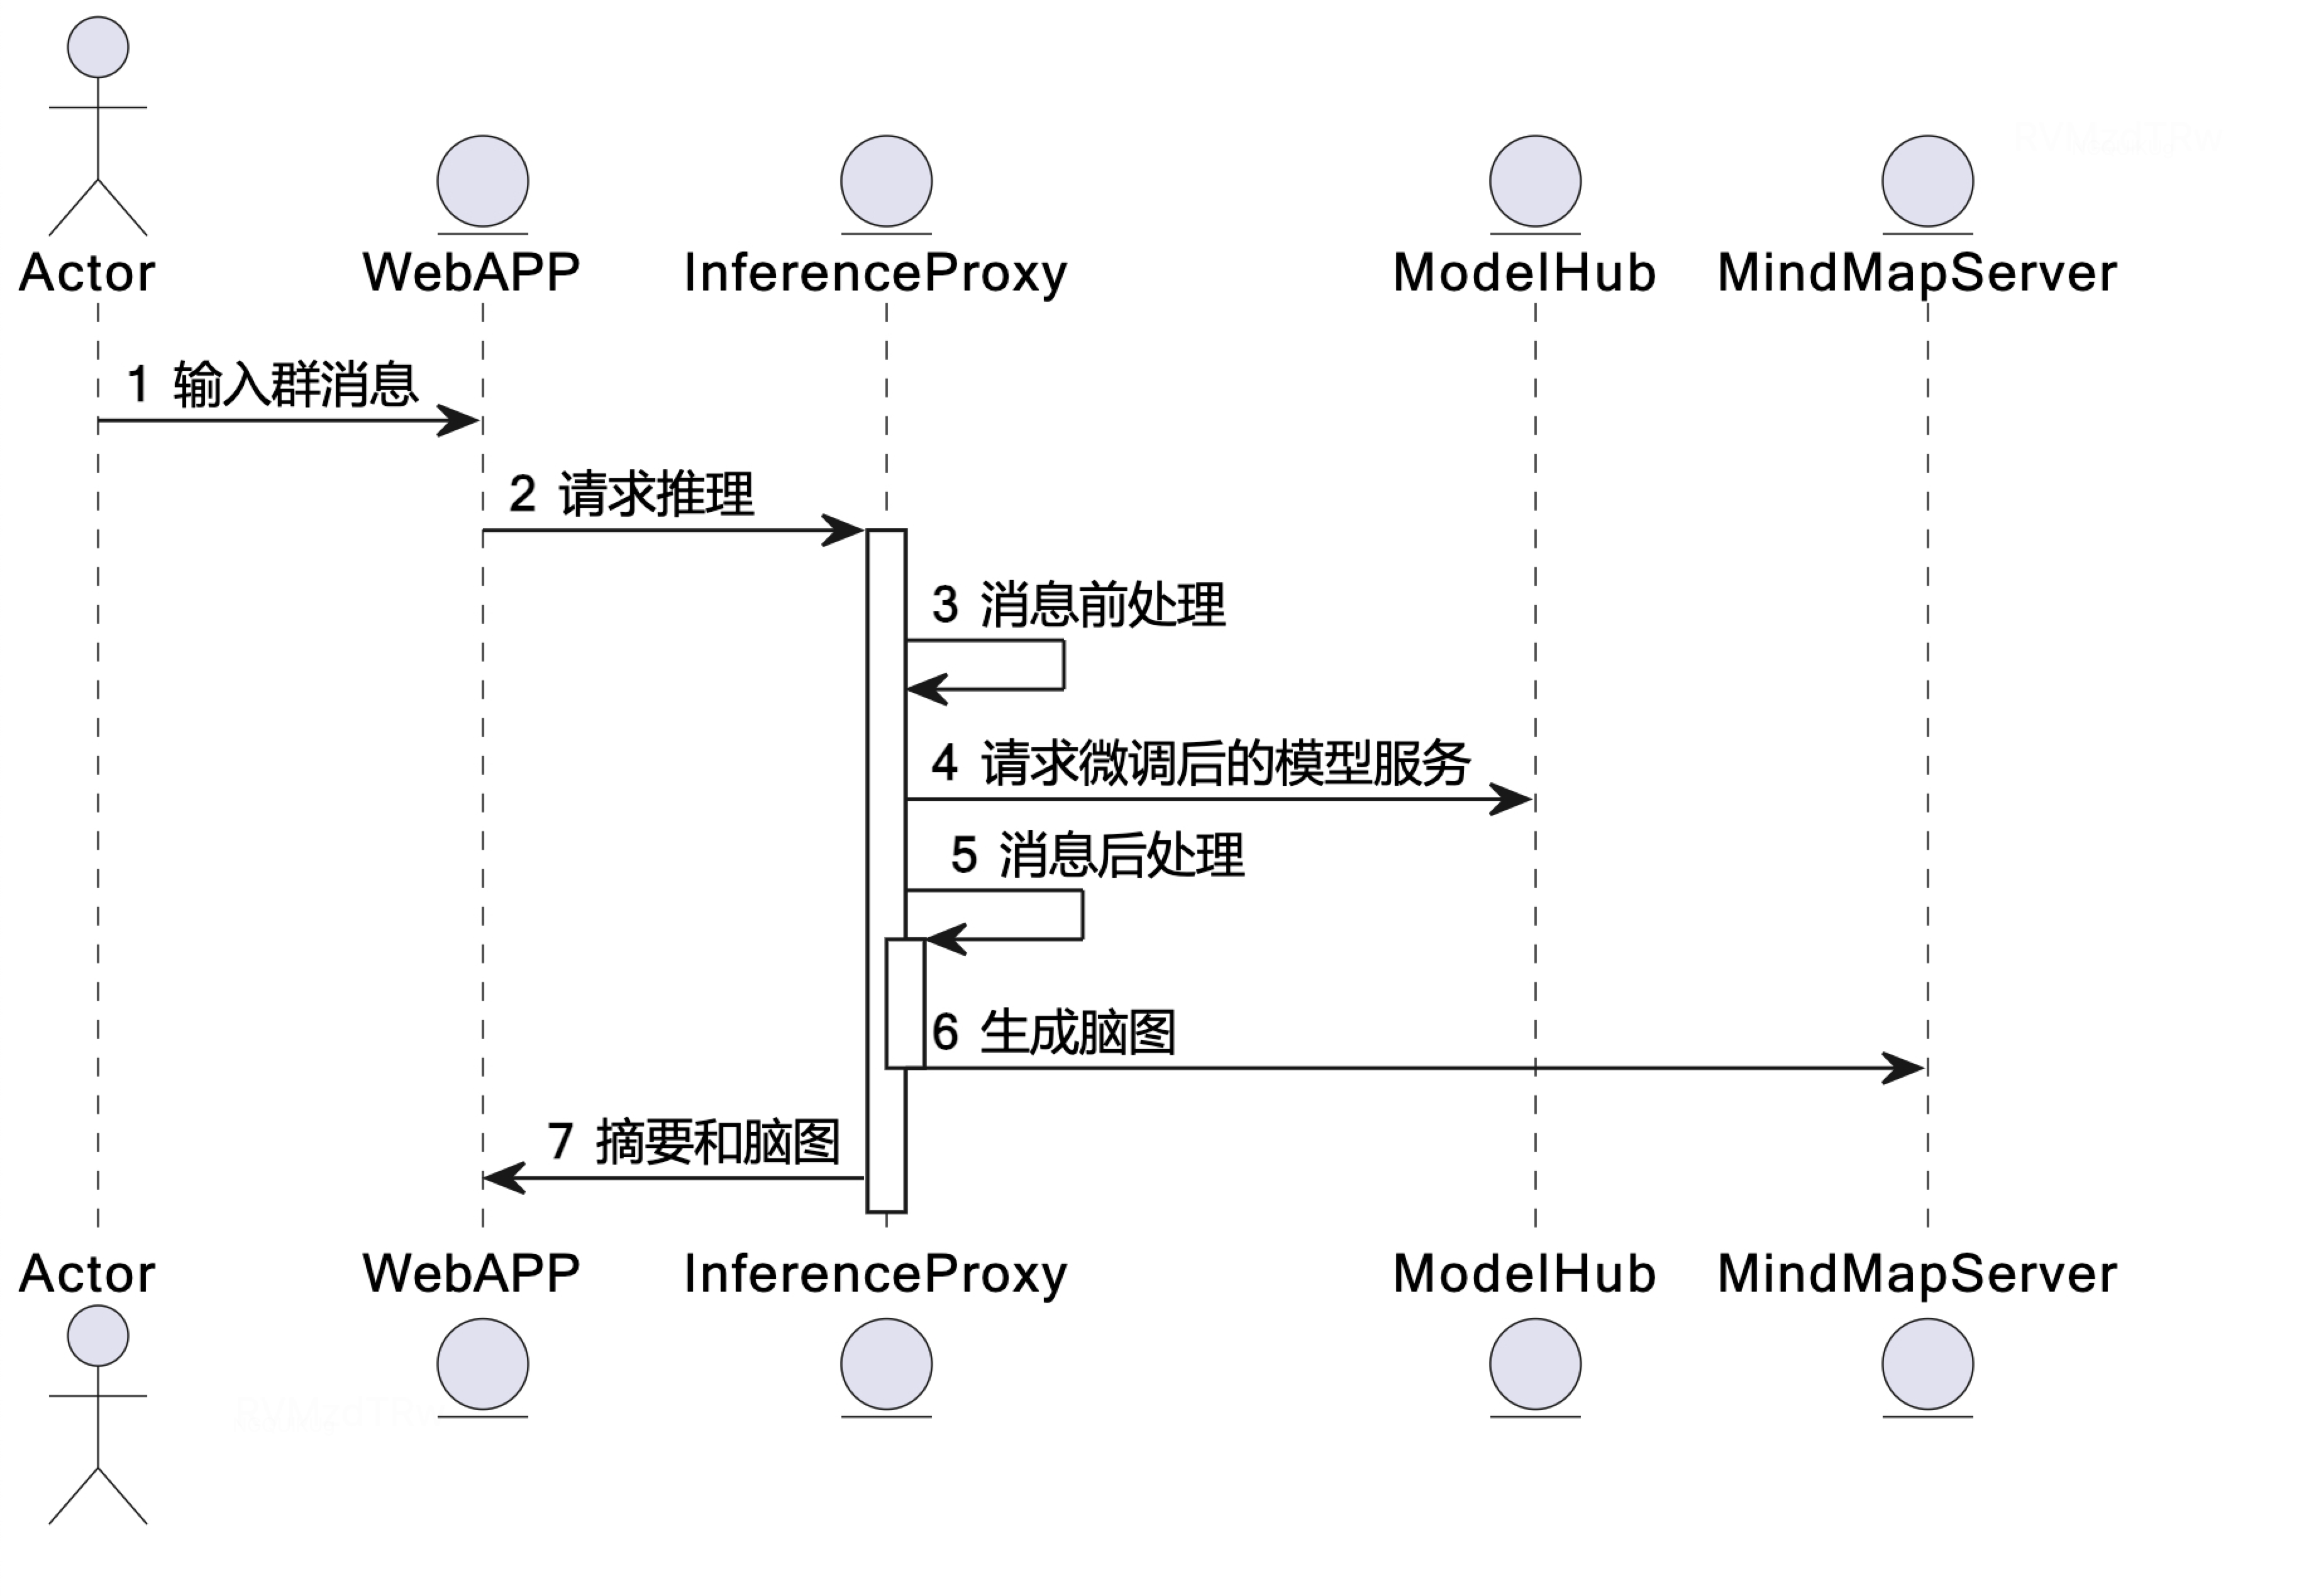 Actor
WebAPP
InferenceProxy
ModelHub
MindMapServer
1 输入群消息
2 请求推理
3 消息前处理
4 请求微调后的模型服务
5 消息后处理
6 生成脑图
7 摘要和脑图
Actor
WebAPP
InferenceProxy
ModelHub
MindMapServer